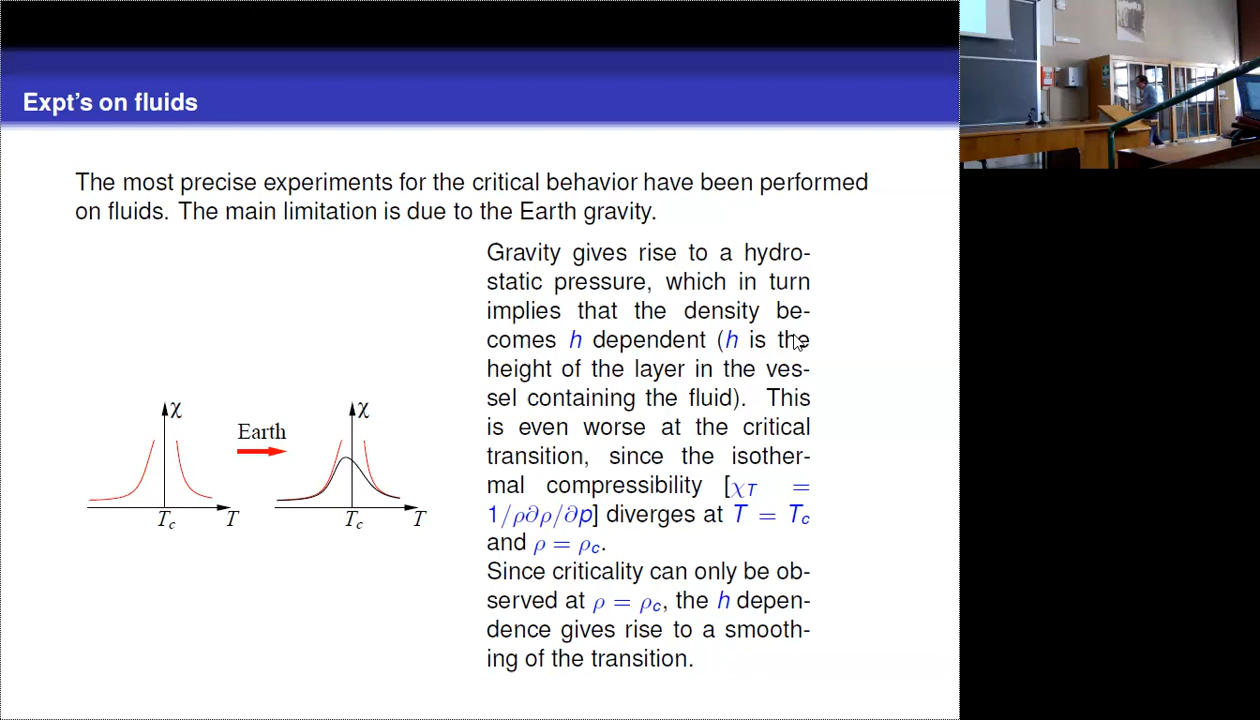 Expt's on fluids
The most precise experiments for the critical behavior have been performed
on fluids. The main limitation is due to the Earth gravity.
Gravity gives rise to a hydro-
static pressure, which in turn
implies that the density be-
comes h dependent (h is the
height of the layer in the ves-
sel containing the fluid). This
is even worse at the critical
transition, since the isother-
mal compressibility [χT =
1/ρ∂ρ/∂p] diverges at T = Tc
and ρ = ρc.
Since criticality can only be ob-
served at ρ = ρc, the h depen-
dence gives rise to a smooth-
ing of the transition.
χ
Tc
T
Earth
χ
Tc
T